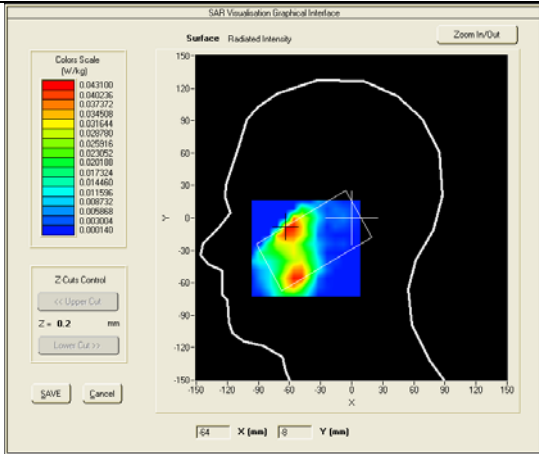 SAR Visualisation Graphical Interface
Surface Radiated Intensity
Zoom In/Out
Colors Scale
(W/kg)
0.043100
0.040236
0.037372
0.034508
0.031644
0.028780
0.025916
0.023052
0.020188
0.017324
0.014460
0.011596
0.008732
0.005868
0.003004
0.000140
Z Cuts Control
<< Upper Cut
Z = 0.2 mm
Lower Cut >>
SAVE Cancel
150
120
90
60
30
0
-30
-60
-90
-120
-150
Y
-150 -120 -90 -60 -30 0 30 60 90 120 150
X
-64 X (mm) -8 Y (mm)